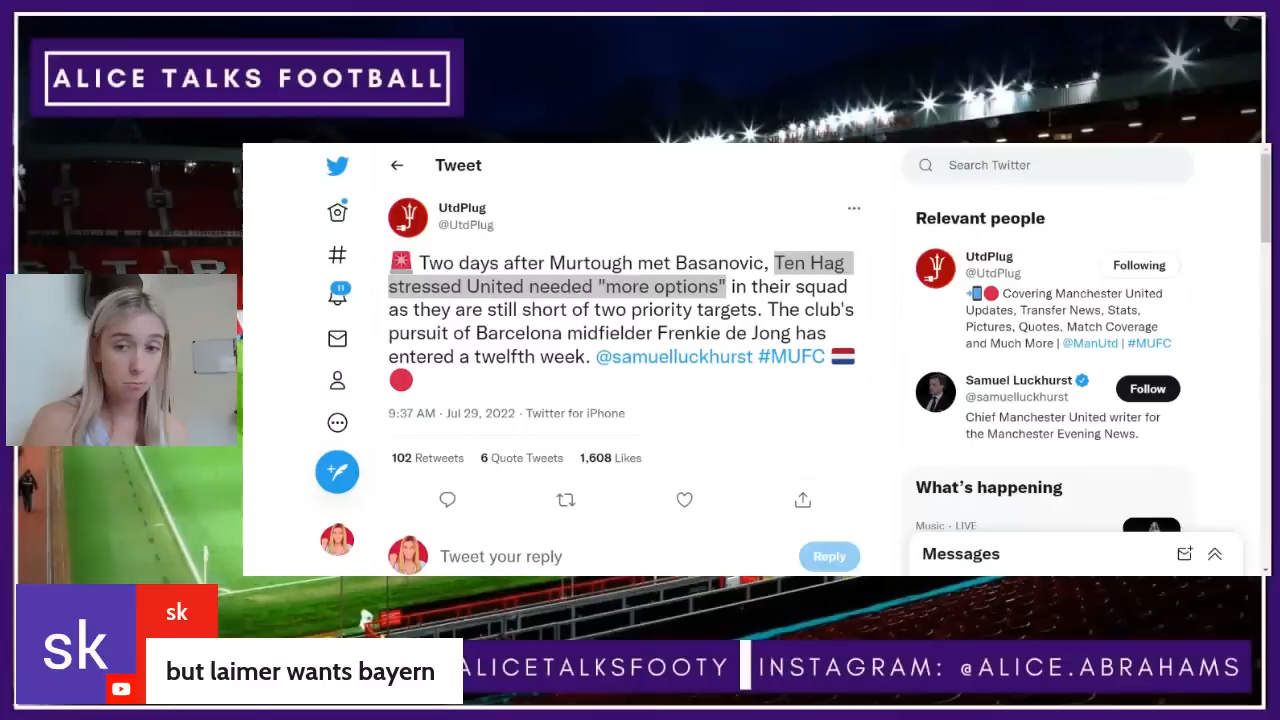 ALICE TALKS FOOTBALL
Tweet
Search Twitter
UtdPlug
@UtdPlug
Two days after Murtough met Basanovic, Ten Hag
stressed United needed "more options" in their squad
as they are still short of two priority targets. The club's
pursuit of Barcelona midfielder Frenkie de Jong has
entered a twelfth week. @samuelluckhurst #MUFC
9:37 AM · Jul 29, 2022 · Twitter for iPhone
102 Retweets 6 Quote Tweets 1,608 Likes
Tweet your reply
Reply
11
Relevant people
UtdPlug
@UtdPlug
Following
Covering Manchester United
Updates, Transfer News, Stats,
Pictures, Quotes, Match Coverage
and Much More | @ManUtd | #MUFC
Samuel Luckhurst
@samuelluckhurst
Follow
Chief Manchester United writer for
the Manchester Evening News.
What's happening
Music · LIVE
Messages
sk
sk
but laimer wants bayern
ALICETALKSFOOTY
INSTAGRAM: @ALICE.ABRAHAMS